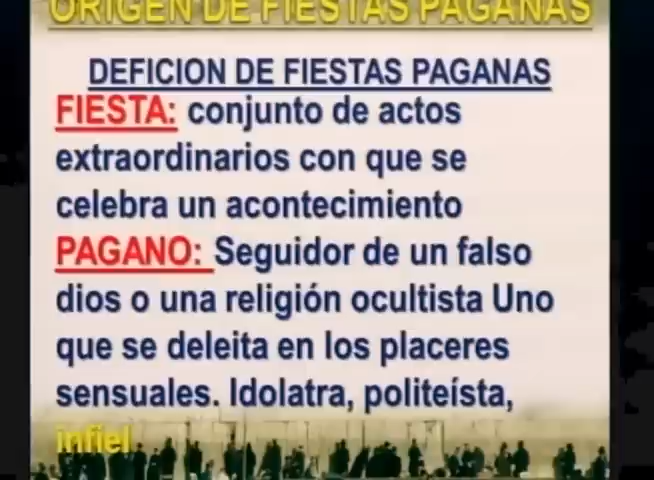 ORIGEN DE FIESTAS PAGANAS
DEFICION DE FIESTAS PAGANAS
FIESTA: conjunto de actos
extraordinarios con que se
celebra un acontecimiento
PAGANO: Seguidor de un falso
dios o una religión ocultista Uno
que se deleita en los placeres
sensuales. Idolatra, politeísta,
infiel